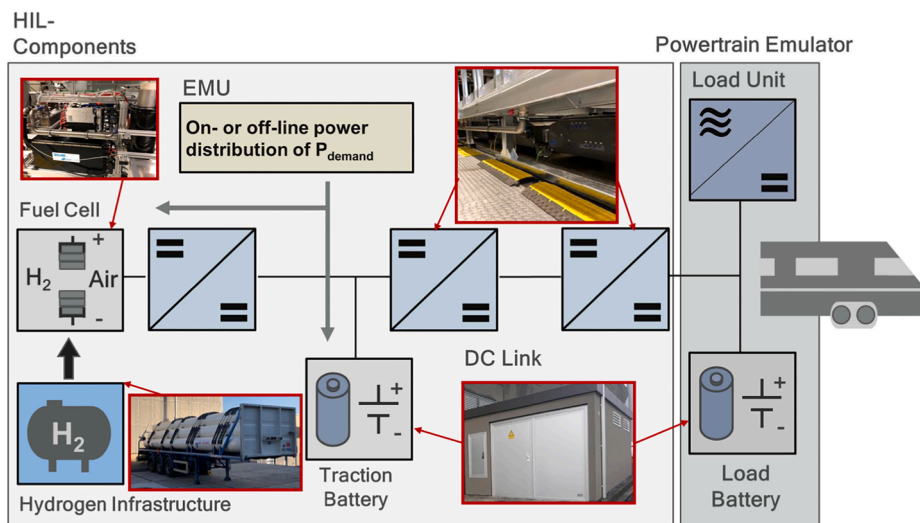 HIL-
Components
Powertrain Emulator
EMU
Load Unit
On- or off-line power
distribution of P_demand
Fuel Cell
+
H₂ Air
-
DC Link
+
-
+
-
H₂
Hydrogen Infrastructure
Traction
Battery
Load
Battery